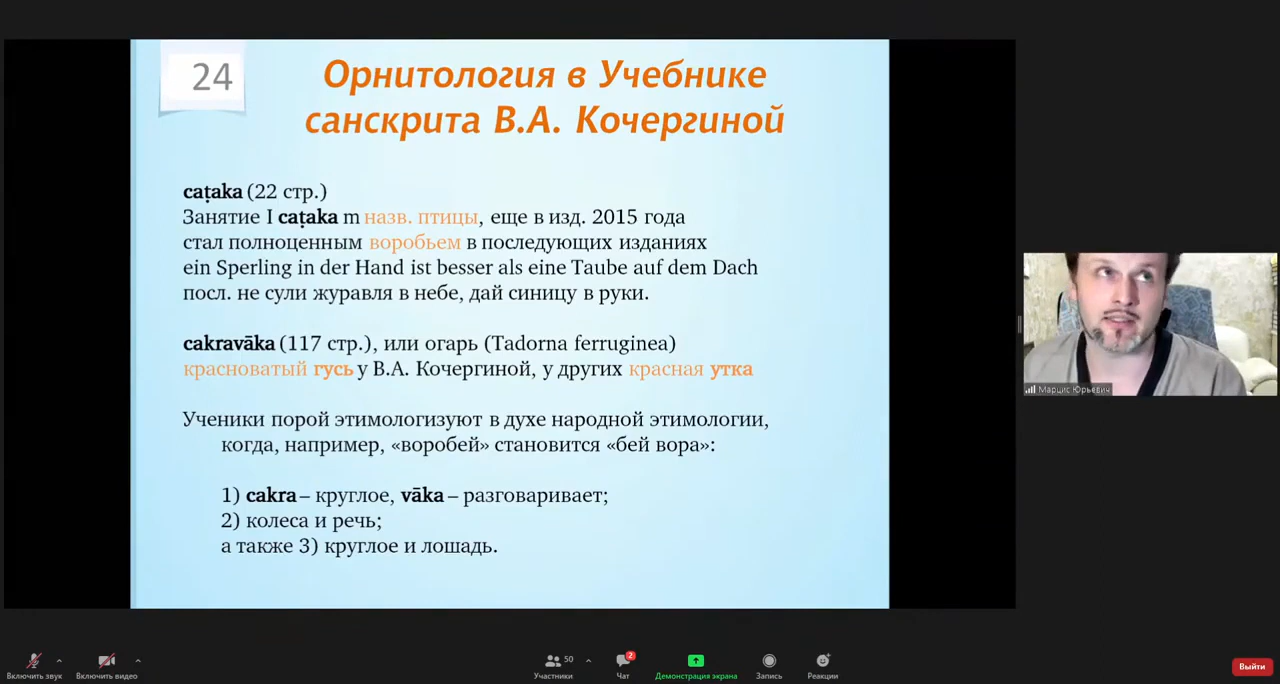 24
Орнитология в Учебнике
санскрита В.А. Кочергиной
caṭaka (22 стр.)
Занятие I caṭaka m назв. птицы, еще в изд. 2015 года
стал полноценным воробьем в последующих изданиях
ein Sperling in der Hand ist besser als eine Taube auf dem Dach
посл. не сули журавля в небе, дай синицу в руки.
cakravāka (117 стр.), или огарь (Tadorna ferruginea)
красноватый гусь у В.А. Кочергиной, у других красная утка
Ученики порой этимологизуют в духе народной этимологии,
когда, например, «воробей» становится «бей вора»:
1) cakra – круглое, vāka – разговаривает;
2) колеса и речь;
а также 3) круглое и лошадь.
Марцис Юрьевич
Включить звук
Включить видео
50
Участники
2
Чат
Демонстрация экрана
Запись
Реакции
Выйти